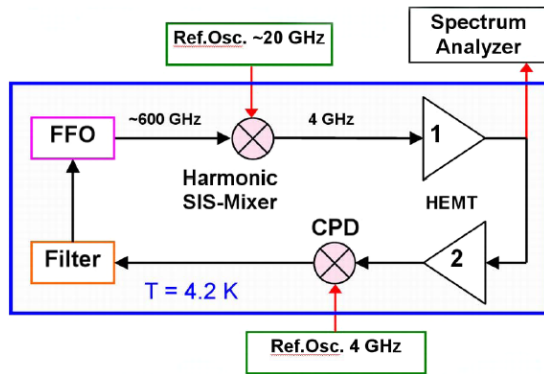 Ref.Osc. ~20 GHz
Spectrum
Analyzer
FFO
~600 GHz
4 GHz
1
Harmonic
SIS-Mixer
HEMT
CPD
Filter
2
T = 4.2 K
Ref.Osc. 4 GHz